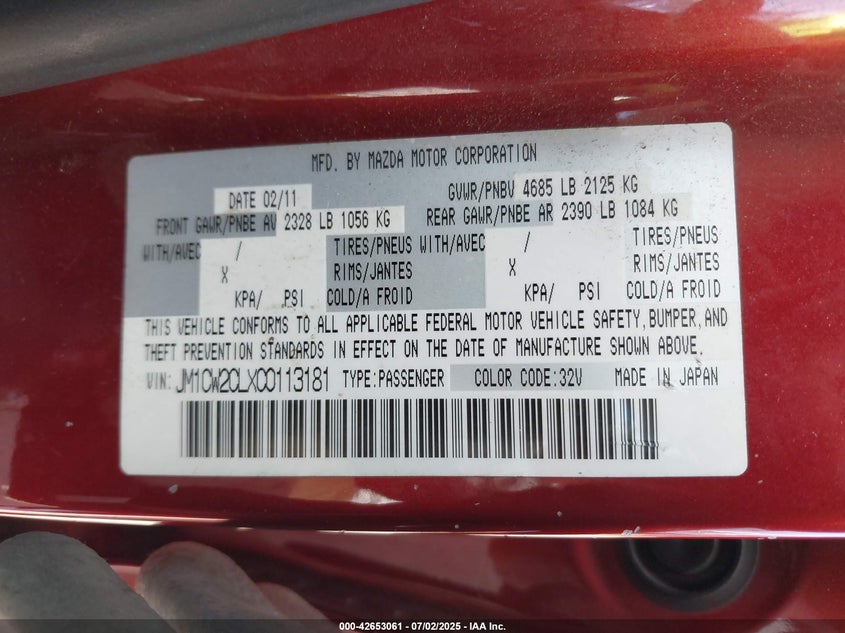 MFD. BY MAZDA MOTOR CORPORATION
DATE 02/11 GVWR/PNBV 4685 LB 2125 KG
FRONT GAWR/PNBE AV 2328 LB 1056 KG REAR GAWR/PNBE AR 2390 LB 1084 KG
WITH/AVEC / TIRES/PNEUS WITH/AVEC / TIRES/PNEUS
X RIMS/JANTES X RIMS/JANTES
KPA/ PSI COLD/A FROID KPA/ PSI COLD/A FROID
THIS VEHICLE CONFORMS TO ALL APPLICABLE FEDERAL MOTOR VEHICLE SAFETY, BUMPER, AND
THEFT PREVENTION STANDARDS IN EFFECT ON THE DATE OF MANUFACTURE SHOWN ABOVE.
VIN: JM1CW2CLXC0113181 TYPE:PASSENGER COLOR CODE:32V MADE IN JAPAN
000-42653061 - 07/02/2025 - IAA Inc.